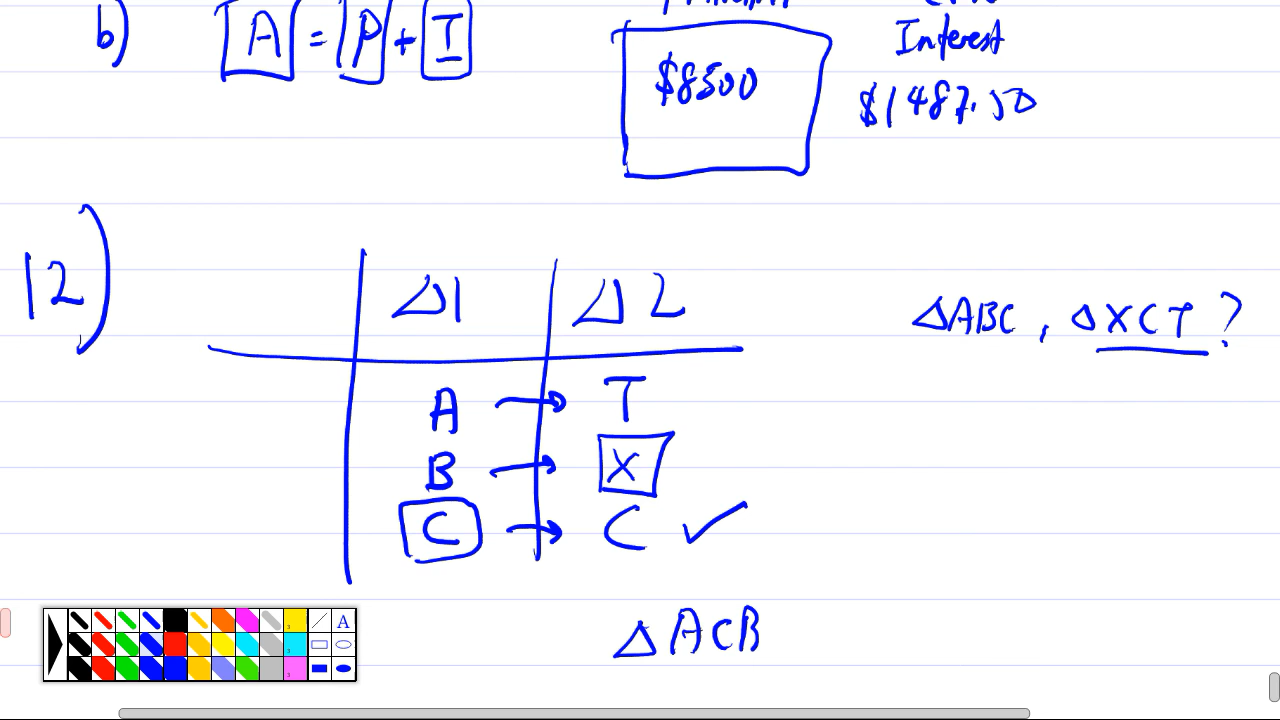 b) A = P + I
Interest
$8500
$1487.50
12)
Δ1 Δ2
ΔABC, ΔXCT?
A → T
B → X
C → C ✓
ΔACB
A